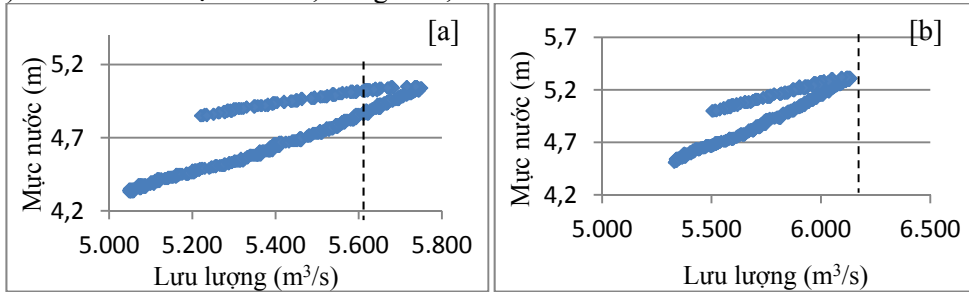 [a]
5,2
4,7
4,2
Mực nước (m)
5.000 5.200 5.400 5.600 5.800
Lưu lượng (m³/s)
[b]
5,7
5,2
4,7
4,2
Mực nước (m)
5.000 5.500 6.000 6.500
Lưu lượng (m³/s)